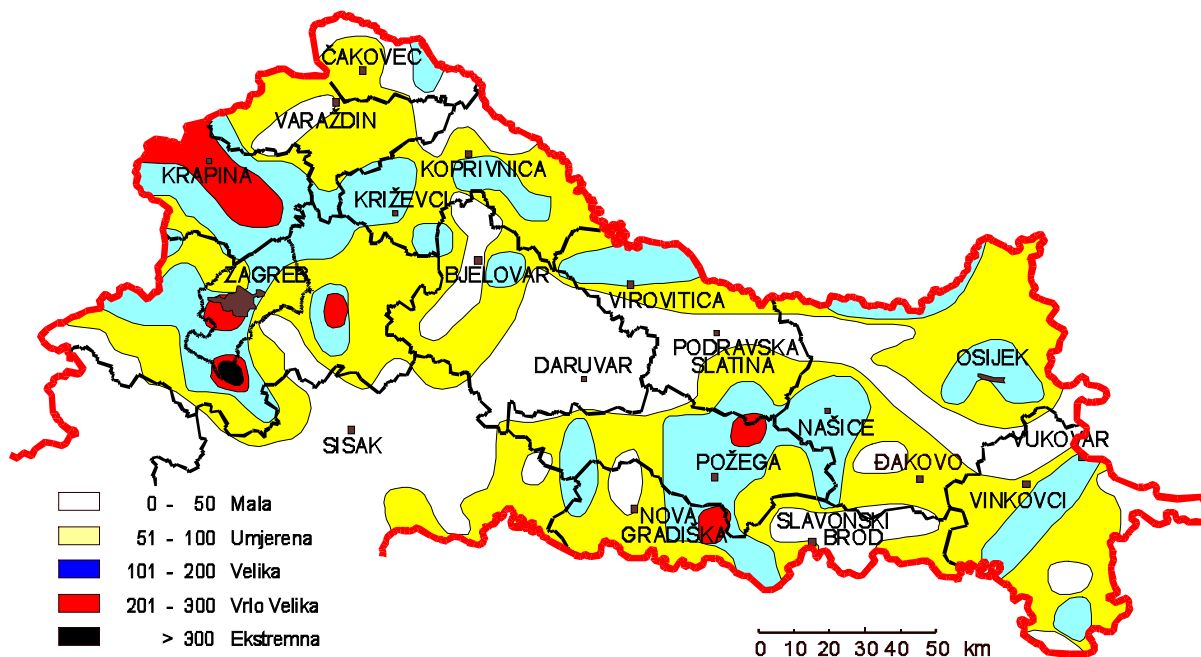 ČAKOVEC
VARAŽDIN
KRAPINA
KOPRIVNICA
KRIŽEVCI
ZAGREB
BJELOVAR
VIROVITICA
DARUVAR
PODRAVSKA
SLATINA
OSIJEK
SISAK
NAŠICE
VUKOVAR
POŽEGA
ĐAKOVO
VINKOVCI
NOVA
GRADIŠKA
SLAVONSKI
BROD
0 - 50 Mala
51 - 100 Umjerena
101 - 200 Velika
201 - 300 Vrlo Velika
> 300 Ekstremna
0 10 20 30 40 50 km